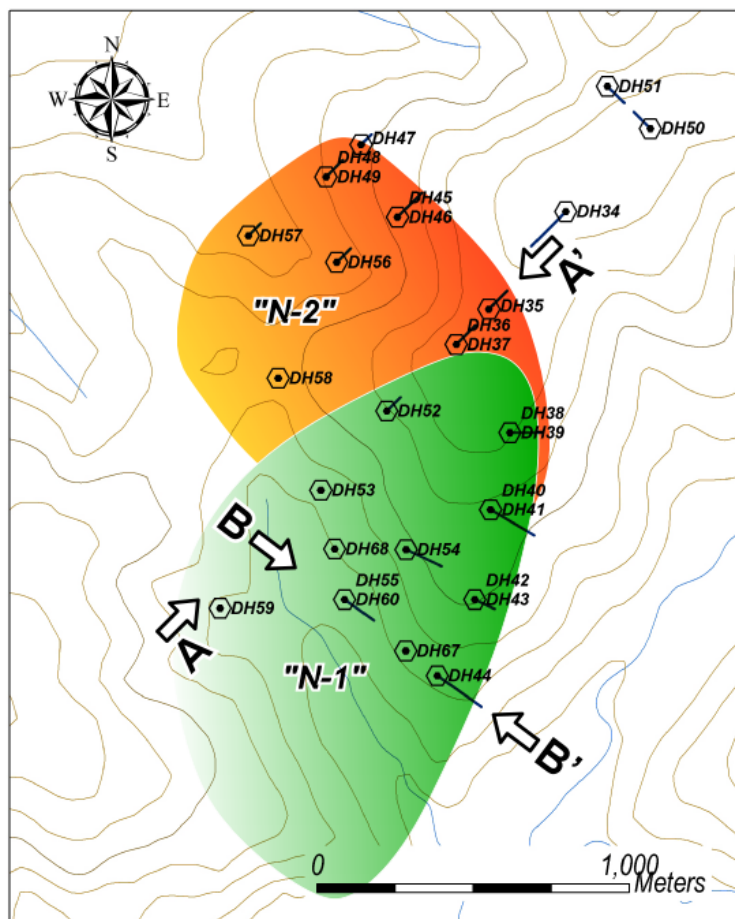 N
W E
S
DH51
DH50
DH47
DH48
DH49
DH45
DH46
DH34
DH57
DH56
A'
"N-2"
DH35
DH36
DH37
DH58
DH52
DH38
DH39
DH53
DH40
DH41
B
DH68
DH54
DH55
DH60
DH42
DH43
DH59
A
DH67
"N-1"
DH44
B'
0 1,000
Meters